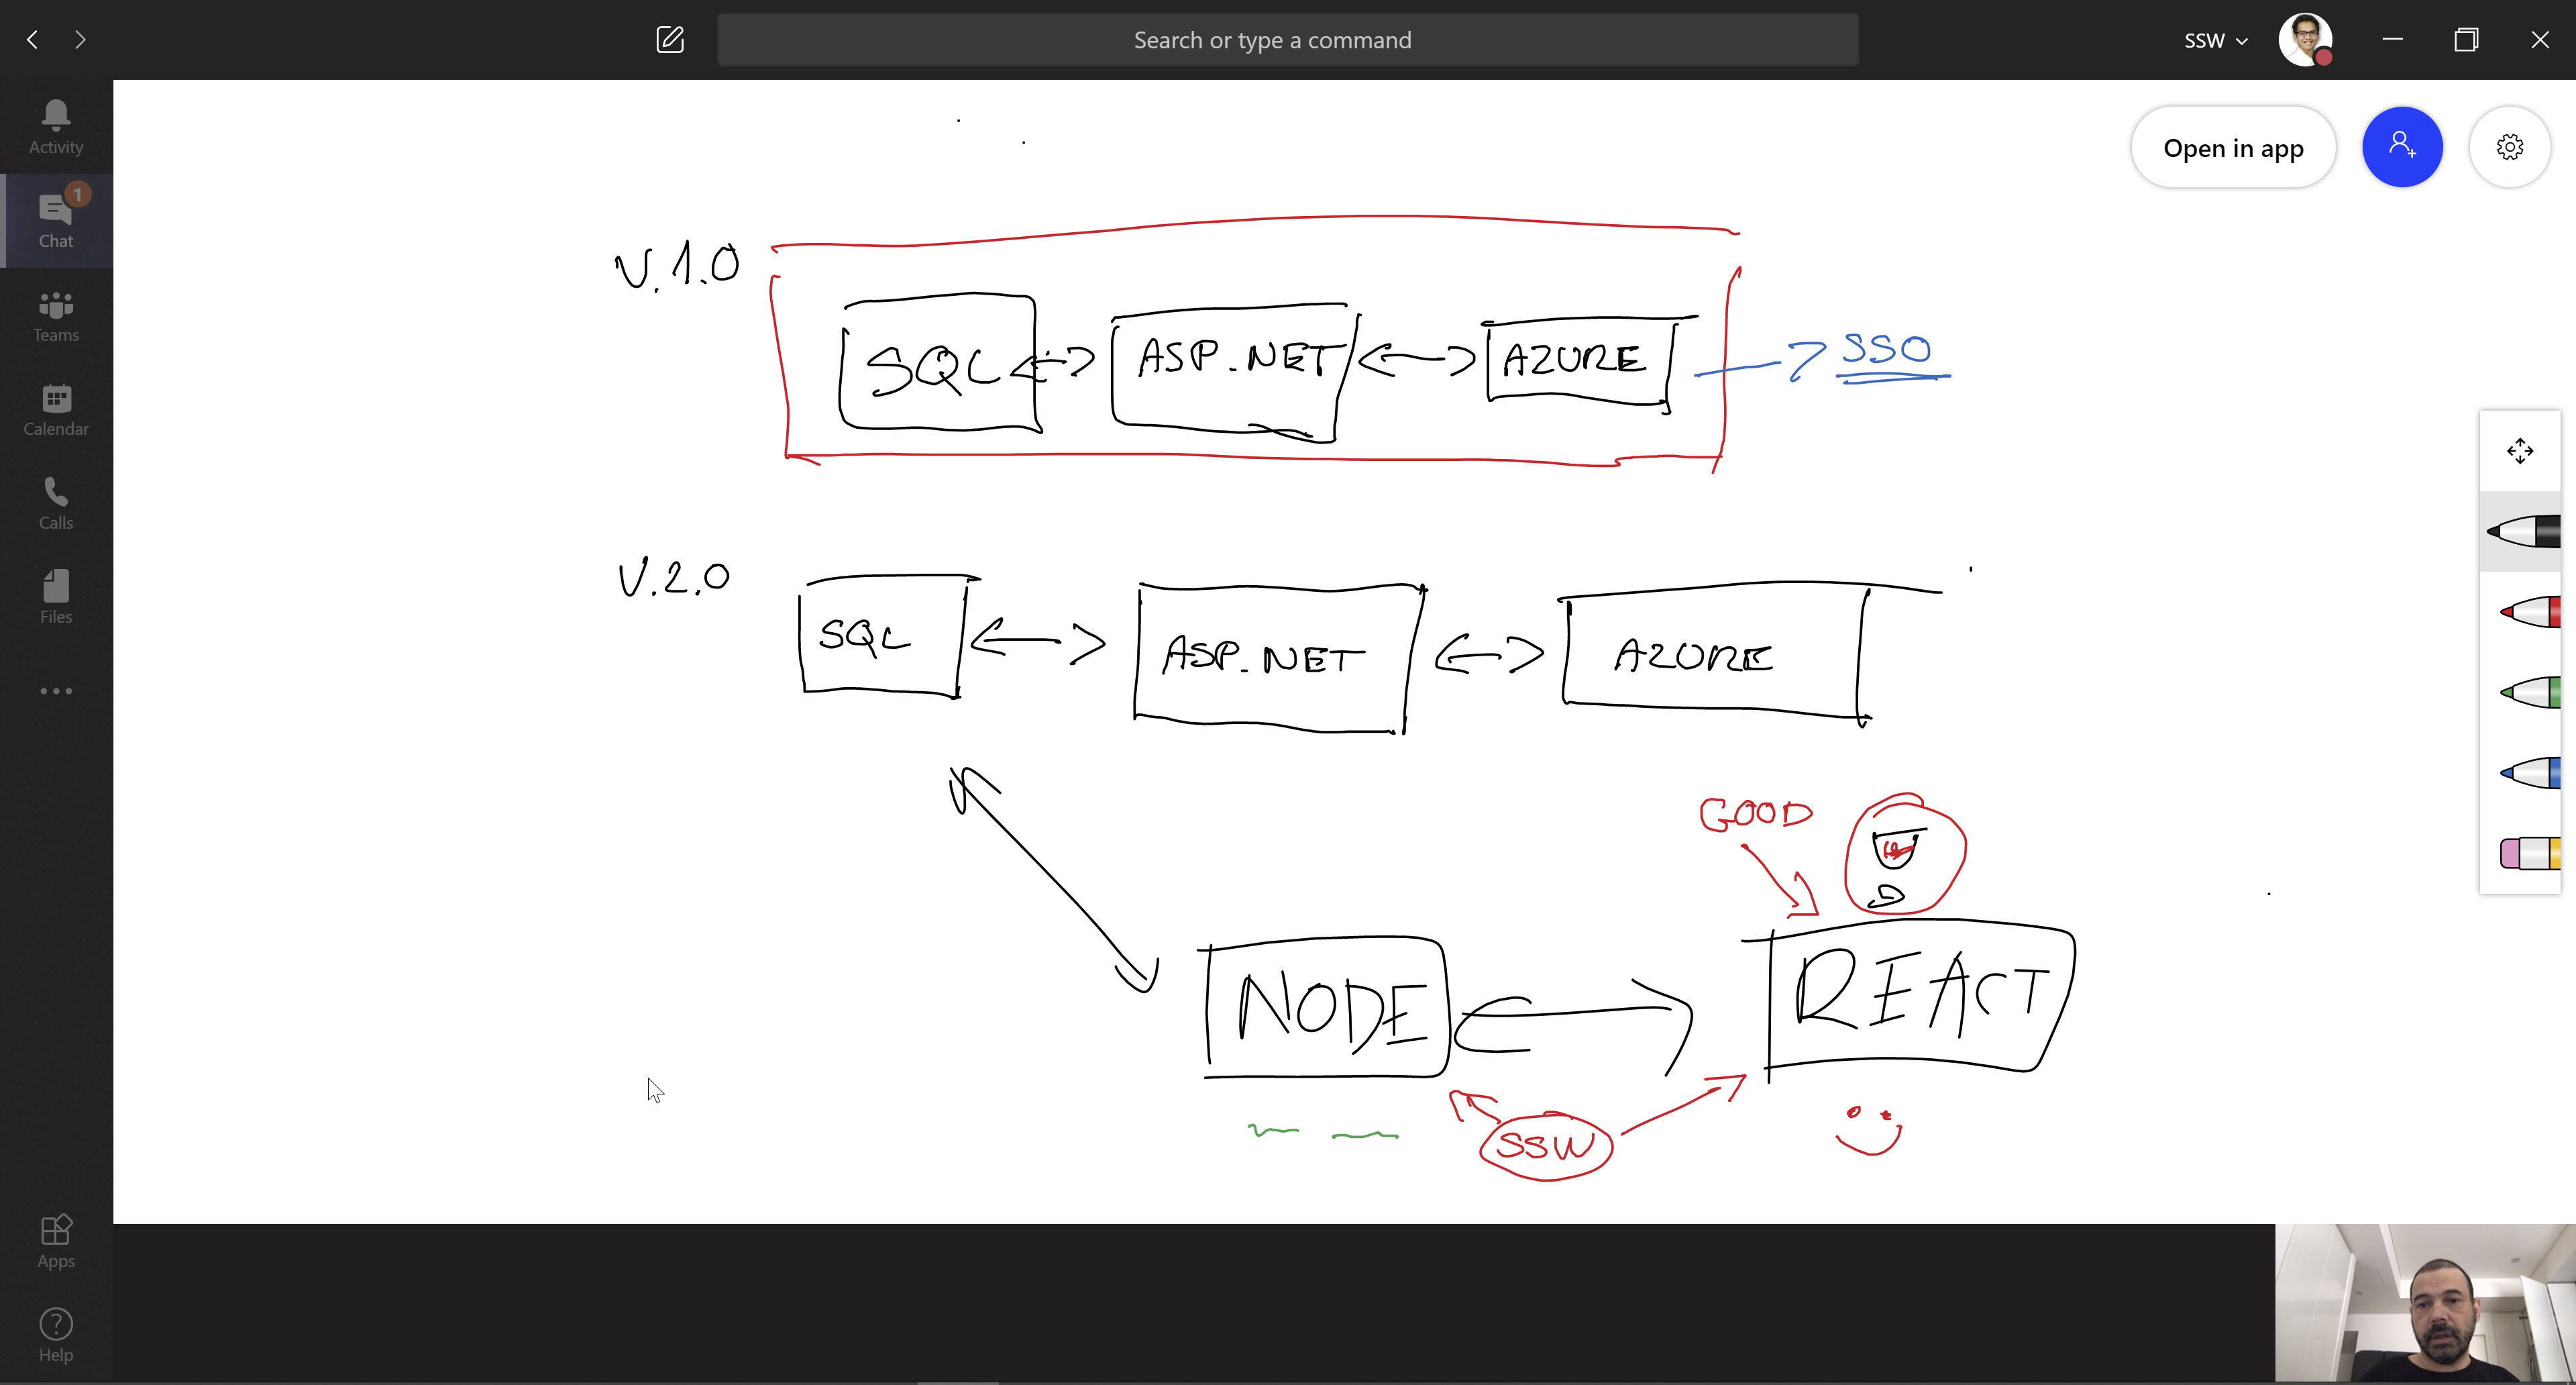 Search or type a command
SSW
Activity
1
Chat
Teams
Calendar
Calls
Files
Apps
Help
Open in app
V.1.0
SQL
ASP.NET
AZURE
SSO
V.2.0
SQL
ASP.NET
AZURE
GOOD
NODE
REACT
SSW